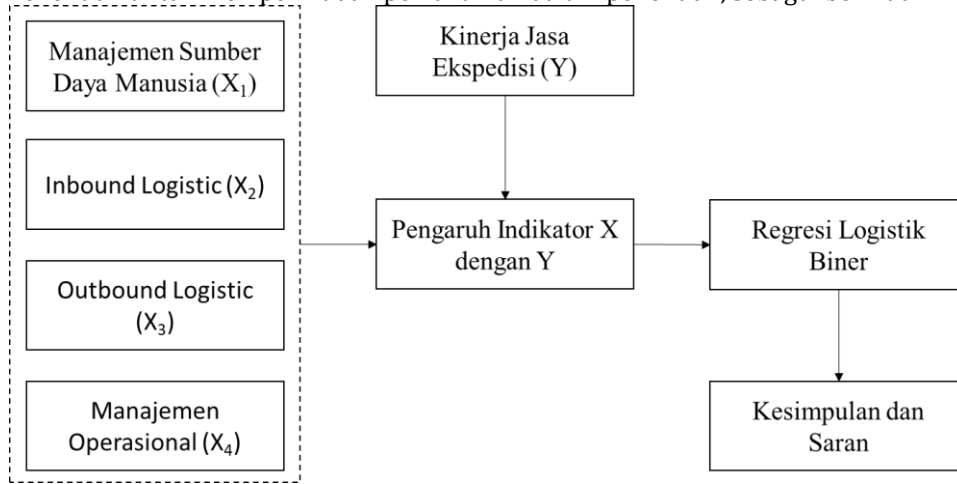 Manajemen Sumber
Daya Manusia (X₁)
Inbound Logistic (X₂)
Outbound Logistic
(X₃)
Manajemen
Operasional (X₄)
Kinerja Jasa
Ekspedisi (Y)
Pengaruh Indikator X
dengan Y
Regresi Logistik
Biner
Kesimpulan dan
Saran